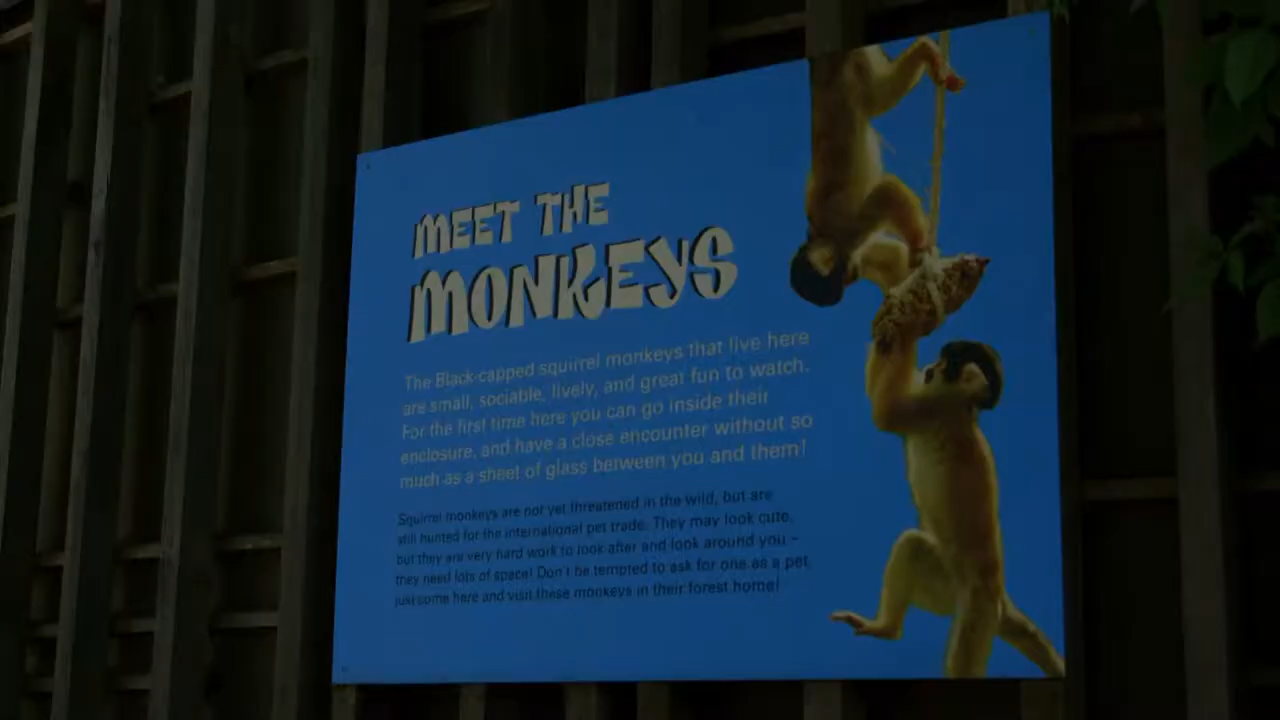 MEET THE
MONKEYS
The Black-capped squirrel monkeys that live here
are small, sociable, lively, and great fun to watch.
For the first time here you can go inside their
enclosure, and have a close encounter without so
much as a sheet of glass between you and them!
Squirrel monkeys are not yet threatened in the wild, but are
still hunted for the international pet trade. They may look cute,
but they are very hard work to look after and look around you –
they need lots of space! Don't be tempted to ask for one as a pet,
just come here and visit these monkeys in their forest home!